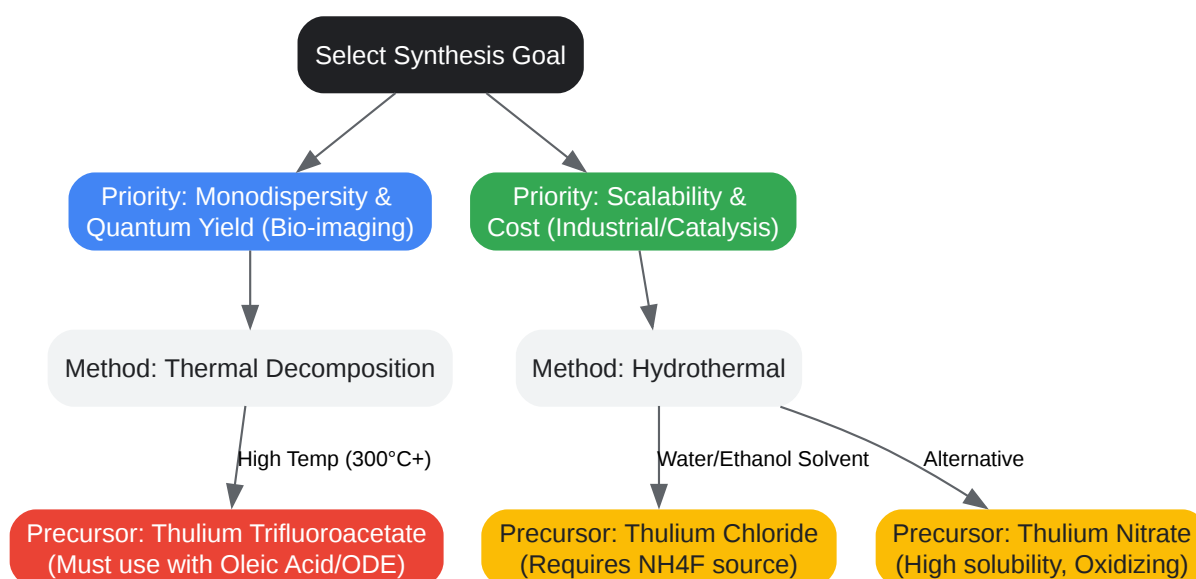 Select Synthesis Goal
Priority: Monodispersity &
Quantum Yield (Bio-imaging)
Priority: Scalability &
Cost (Industrial/Catalysis)
Method: Thermal Decomposition
Method: Hydrothermal
High Temp (300°C+)
Water/Ethanol Solvent
Alternative
Precursor: Thulium Trifluoroacetate
(Must use with Oleic Acid/ODE)
Precursor: Thulium Chloride
(Requires NH4F source)
Precursor: Thulium Nitrate
(High solubility, Oxidizing)